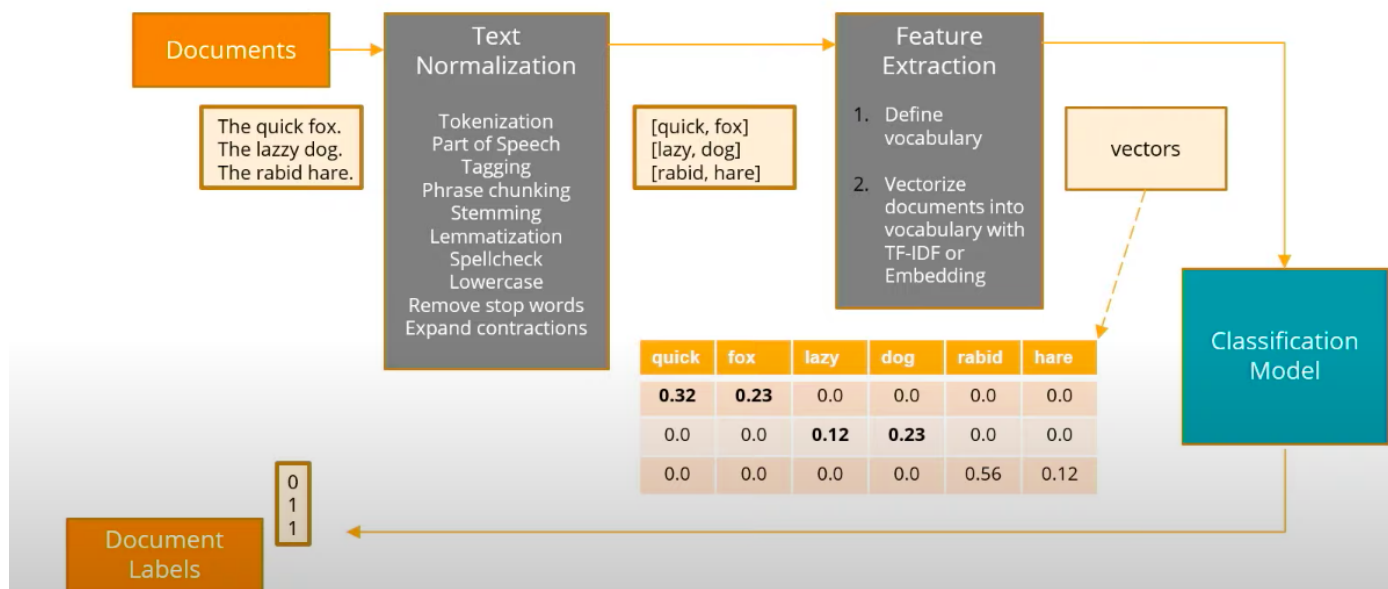 Documents
The quick fox.
The lazzy dog.
The rabid hare.
Text
Normalization
Tokenization
Part of Speech
Tagging
Phrase chunking
Stemming
Lemmatization
Spellcheck
Lowercase
Remove stop words
Expand contractions
[quick, fox]
[lazy, dog]
[rabid, hare]
Feature
Extraction
1. Define
vocabulary
2. Vectorize
documents into
vocabulary with
TF-IDF or
Embedding
vectors
quick fox lazy dog rabid hare
0.32 0.23 0.0 0.0 0.0 0.0
0.0 0.0 0.12 0.23 0.0 0.0
0.0 0.0 0.0 0.0 0.56 0.12
Classification
Model
0
1
1
Document
Labels